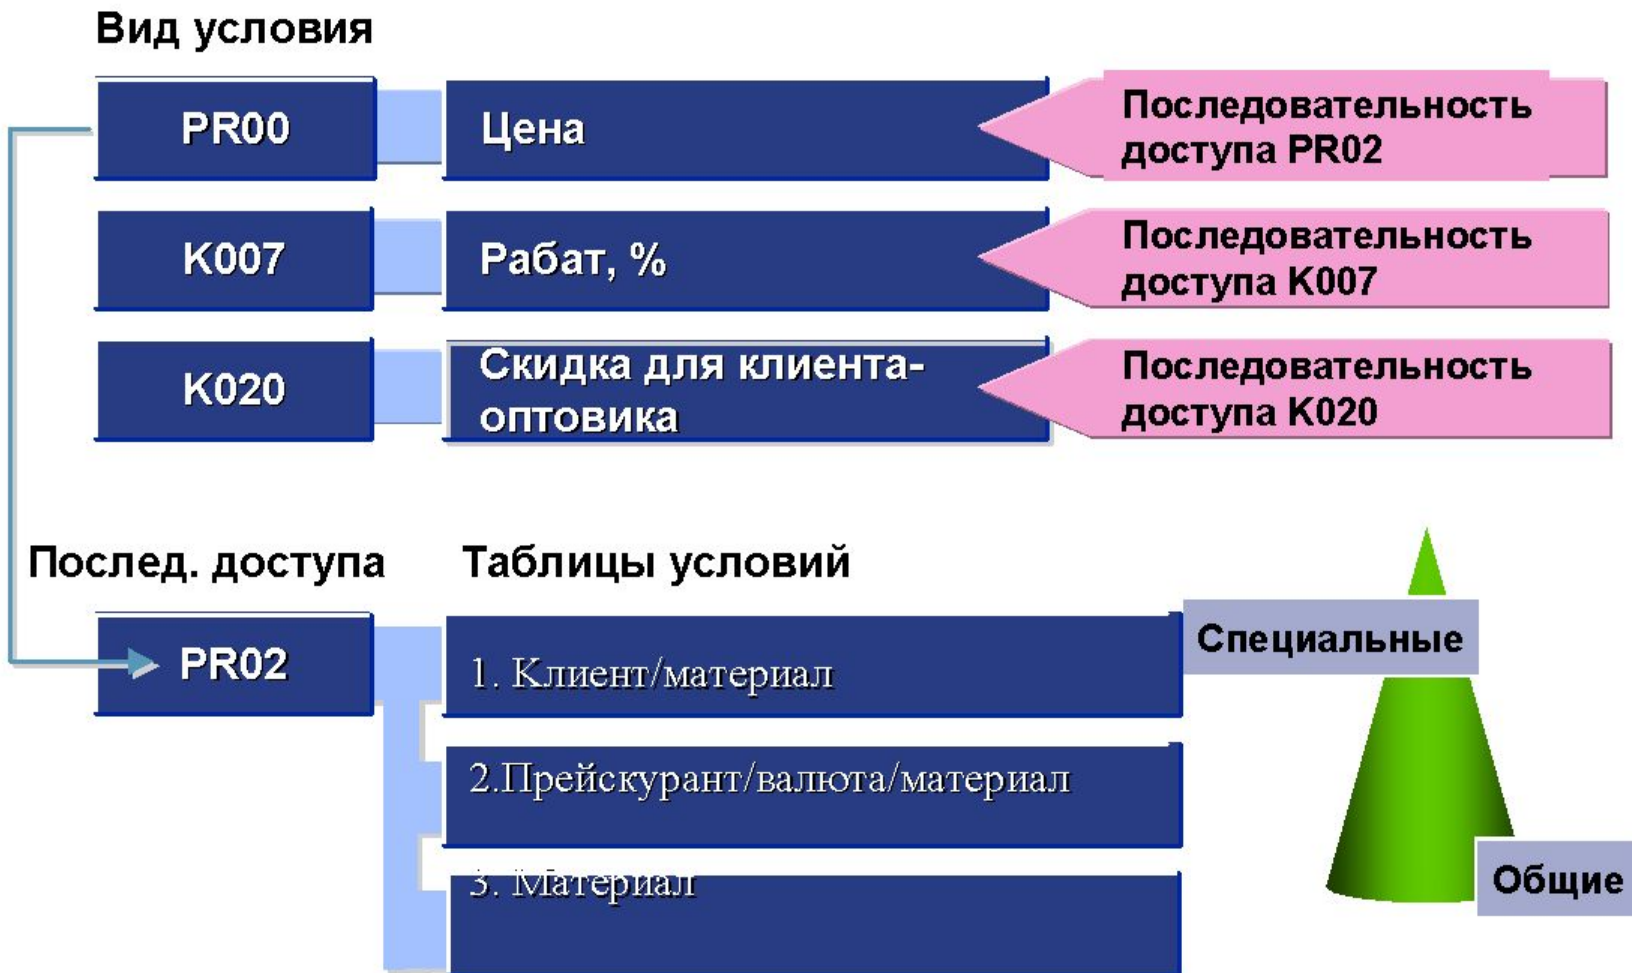 Вид условия
PR00
Цена
Последовательность
доступа PR02
K007
Рабат, %
Последовательность
доступа K007
K020
Скидка для клиента-
оптовика
Последовательность
доступа K020
Послед. доступа
Таблицы условий
PR02
1. Клиент/материал
Специальные
2.Прейскурант/валюта/материал
3. Материал
Общие